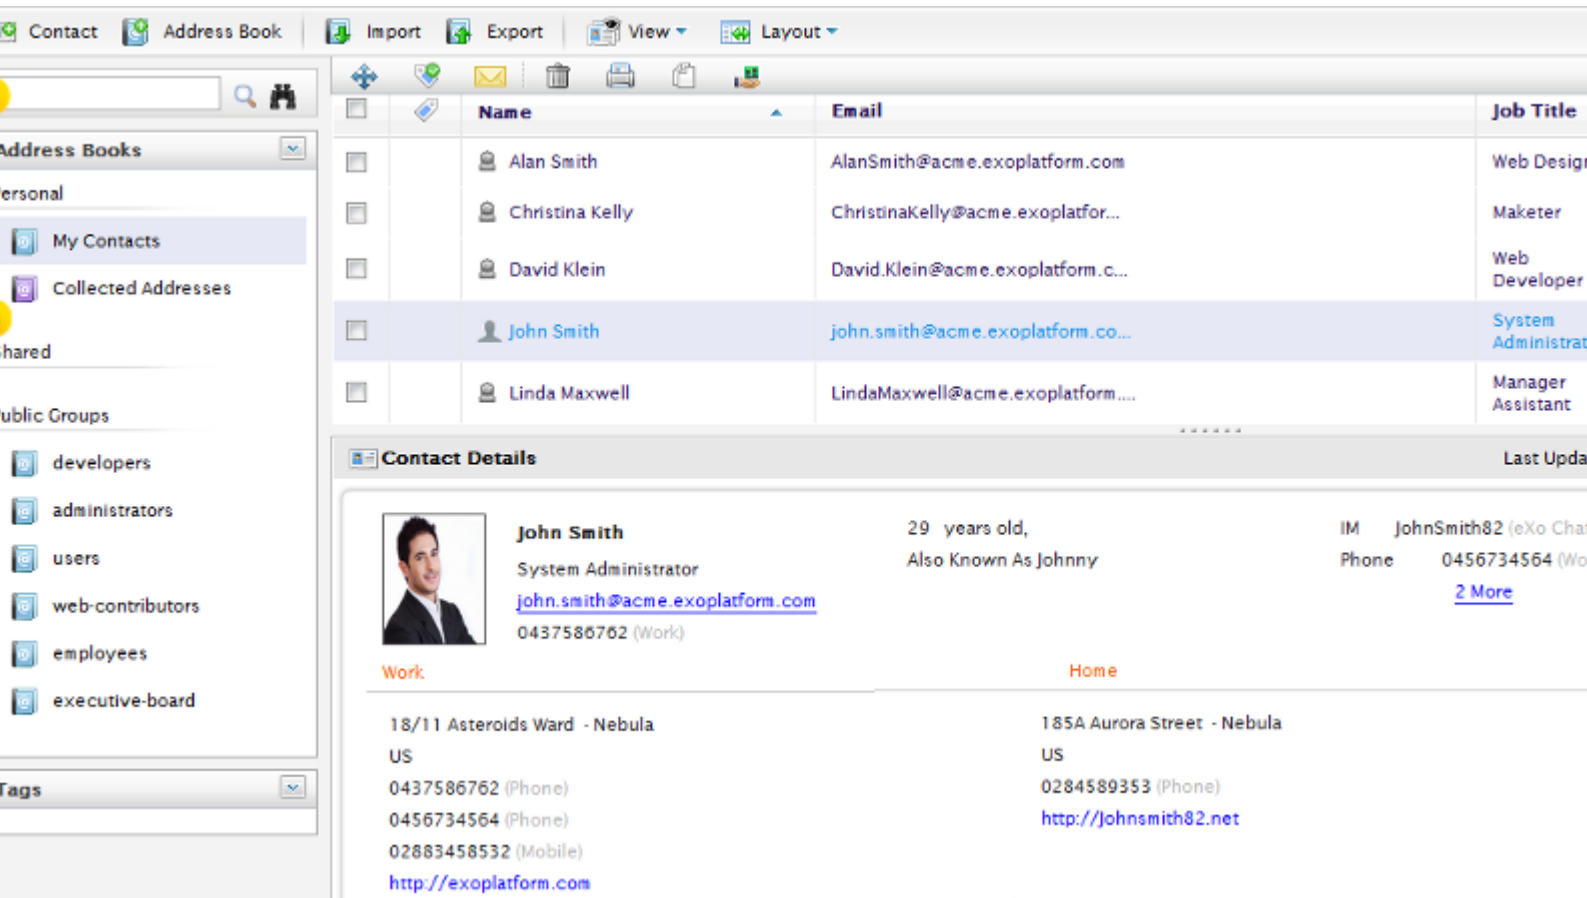 Contact Address Book Import Export View Layout
Address Books
Personal
My Contacts
Collected Addresses
Shared
Public Groups
developers
administrators
users
web-contributors
employees
executive-board
Tags
Name Email Job Title
Alan Smith AlanSmith@acme.exoplatform.com Web Design
Christina Kelly ChristinaKelly@acme.exoplatfor... Maketer
David Klein David.Klein@acme.exoplatform.c... Web
Developer
John Smith john.smith@acme.exoplatform.co... System
Administrat
Linda Maxwell LindaMaxwell@acme.exoplatform.... Manager
Assistant
Contact Details Last Upda
John Smith
System Administrator
john.smith@acme.exoplatform.com
0437586762 (Work)
29 years old,
Also Known As Johnny
IM JohnSmith82 (eXo Chat
Phone 0456734564 (Wo
2 More
Work
18/11 Asteroids Ward - Nebula
US
0437586762 (Phone)
0456734564 (Phone)
02883458532 (Mobile)
http://exoplatform.com
Home
185A Aurora Street - Nebula
US
0284589353 (Phone)
http://Johnsmith82.net